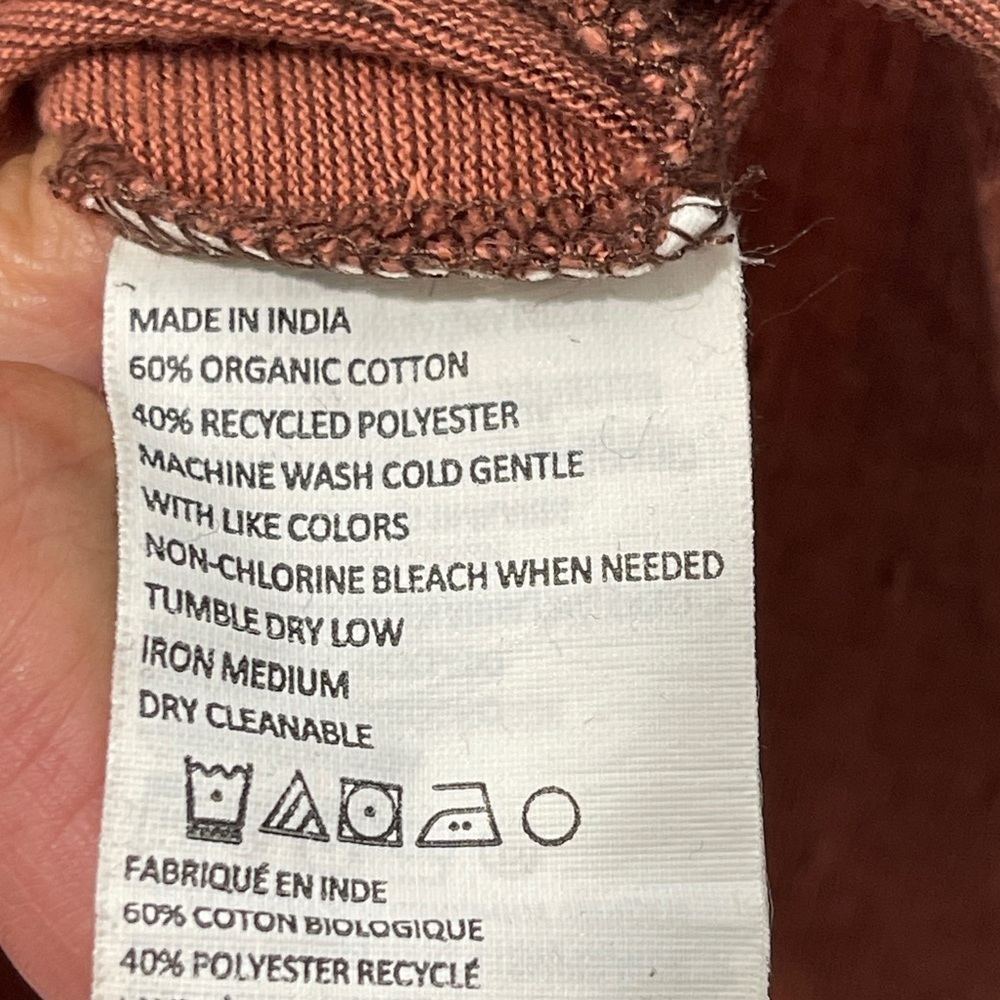 MADE IN INDIA
60% ORGANIC COTTON
40% RECYCLED POLYESTER
MACHINE WASH COLD GENTLE
WITH LIKE COLORS
NON-CHLORINE BLEACH WHEN NEEDED
TUMBLE DRY LOW
IRON MEDIUM
DRY CLEANABLE
FABRIQUÉ EN INDE
60% COTON BIOLOGIQUE
40% POLYESTER RECYCLÉ